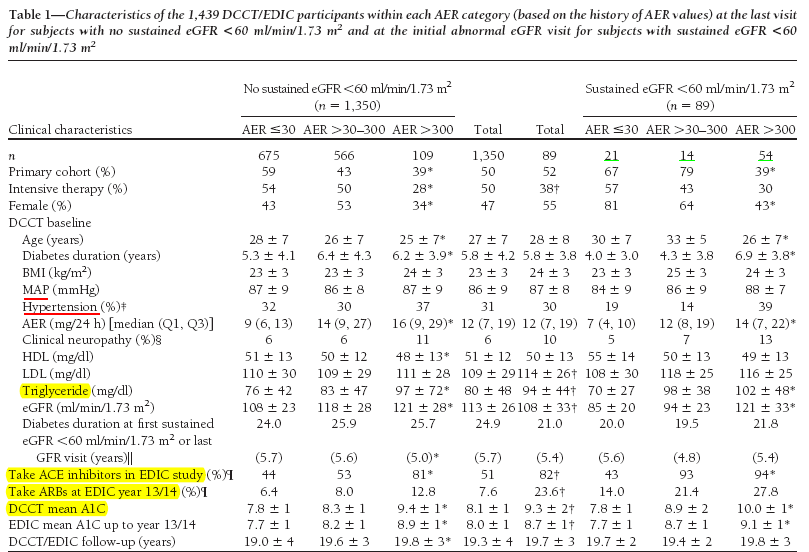 Table 1—Characteristics of the 1,439 DCCT/EDIC participants within each AER category (based on the history of AER values) at the last visit
for subjects with no sustained eGFR <60 ml/min/1.73 m² and at the initial abnormal eGFR visit for subjects with sustained eGFR <60
ml/min/1.73 m²
No sustained eGFR <60 ml/min/1.73 m² Sustained eGFR <60 ml/min/1.73 m²
(n = 1,350) (n = 89)
Clinical characteristics AER ≤30 AER >30–300 AER >300 Total Total AER ≤30 AER >30–300 AER >300
n 675 566 109 1,350 89 21 14 54
Primary cohort (%) 59 43 39* 50 52 67 79 39*
Intensive therapy (%) 54 50 28* 50 38† 57 43 30
Female (%) 43 53 34* 47 55 81 64 43*
DCCT baseline
Age (years) 28 ± 7 26 ± 7 25 ± 7* 27 ± 7 28 ± 8 30 ± 7 33 ± 5 26 ± 7*
Diabetes duration (years) 5.3 ± 4.1 6.4 ± 4.3 6.2 ± 3.9* 5.8 ± 4.2 5.8 ± 3.8 4.0 ± 3.0 4.3 ± 3.8 6.9 ± 3.8*
BMI (kg/m²) 23 ± 3 23 ± 3 24 ± 3 23 ± 3 24 ± 3 23 ± 3 25 ± 3 24 ± 3
MAP (mmHg) 87 ± 9 86 ± 8 87 ± 9 86 ± 9 87 ± 8 84 ± 9 86 ± 9 88 ± 7
Hypertension (%)‡ 32 30 37 31 30 19 14 39
AER (mg/24 h) [median (Q1, Q3)] 9 (6, 13) 14 (9, 27) 16 (9, 29)* 12 (7, 19) 12 (7, 19) 7 (4, 10) 12 (8, 19) 14 (7, 22)*
Clinical neuropathy (%)§ 6 6 11 6 10 5 7 13
HDL (mg/dl) 51 ± 13 50 ± 12 48 ± 13* 51 ± 12 50 ± 13 55 ± 14 50 ± 13 49 ± 13
LDL (mg/dl) 110 ± 30 109 ± 29 111 ± 28 109 ± 29 114 ± 26† 108 ± 30 118 ± 25 116 ± 25
Triglyceride (mg/dl) 76 ± 42 83 ± 47 97 ± 72* 80 ± 48 94 ± 44† 70 ± 27 98 ± 38 102 ± 48*
eGFR (ml/min/1.73 m²) 108 ± 23 118 ± 28 121 ± 28* 113 ± 26 108 ± 33† 85 ± 20 94 ± 23 121 ± 33*
Diabetes duration at first sustained 24.0 25.9 25.7 24.9 21.0 20.0 19.5 21.8
eGFR <60 ml/min/1.73 m² or last
GFR visit (years)‖ (5.7) (5.6) (5.0)* (5.7) (5.4) (5.6) (4.8) (5.4)
Take ACE inhibitors in EDIC study (%)¶ 44 53 81* 51 82† 43 93 94*
Take ARBs at EDIC year 13/14 (%)¶ 6.4 8.0 12.8 7.6 23.6† 14.0 21.4 27.8
DCCT mean A1C 7.8 ± 1 8.3 ± 1 9.4 ± 1* 8.1 ± 1 9.3 ± 2† 7.8 ± 1 8.9 ± 2 10.0 ± 1*
EDIC mean A1C up to year 13/14 7.7 ± 1 8.2 ± 1 8.9 ± 1* 8.0 ± 1 8.7 ± 1† 7.7 ± 1 8.7 ± 1 9.1 ± 1*
DCCT/EDIC follow-up (years) 19.0 ± 4 19.6 ± 3 19.8 ± 3* 19.3 ± 4 19.7 ± 3 19.7 ± 2 19.4 ± 2 19.8 ± 3